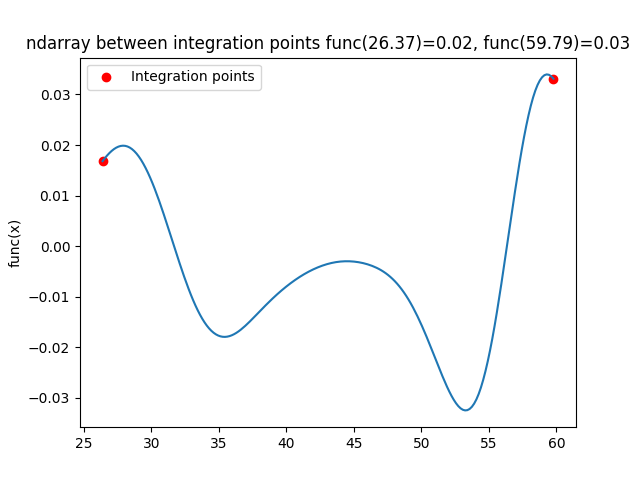 ndarray between integration points func(26.37)=0.02, func(59.79)=0.03
Integration points
func(x)
0.03
0.02
0.01
0.00
−0.01
−0.02
−0.03
25 30 35 40 45 50 55 60